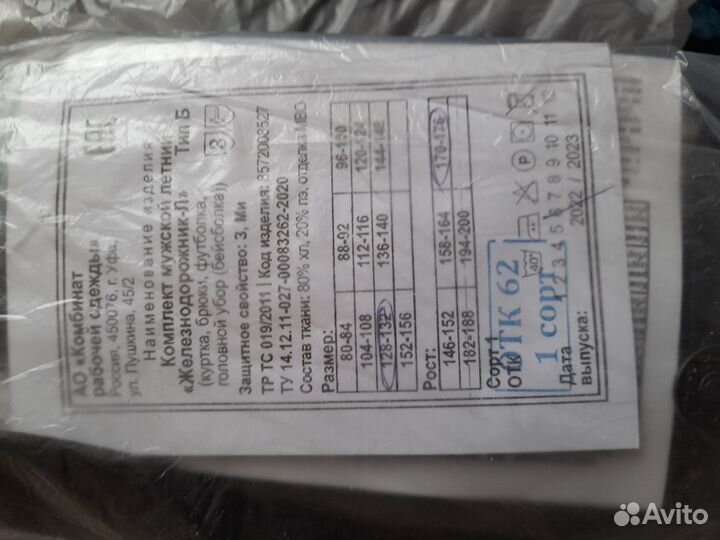 АО «Комбинат
рабочей одежды»
Россия, 450076, г. Уфа,
ул. Пушкина, 45/2
ЕАС
Наименование изделия
Комплект мужской летний
«Железнодорожник-Л» Тип Б
(куртка, брюки, футболка,
головной убор (бейсболка))
З Ми
Защитное свойство: З, Ми
ТР ТС 019/2011 | Код изделия: 8572003527
ТУ 14.12.11-027-00083262-2020
Состав ткани: 80% хл, 20% пэ, отделка МВО
Размер:
80-84 88-92 96-100
104-108 112-116 120-124
128-132 136-140 144-148
152-156
Рост:
146-152 158-164 170-176
182-188 194-200
Сорт 1
ОТК
ОТК 62
1 сорт
40°
P
Дата
выпуска:
1 2 3 4 5 6 7 8 9 10 11 12
2022 / 2023
Avito